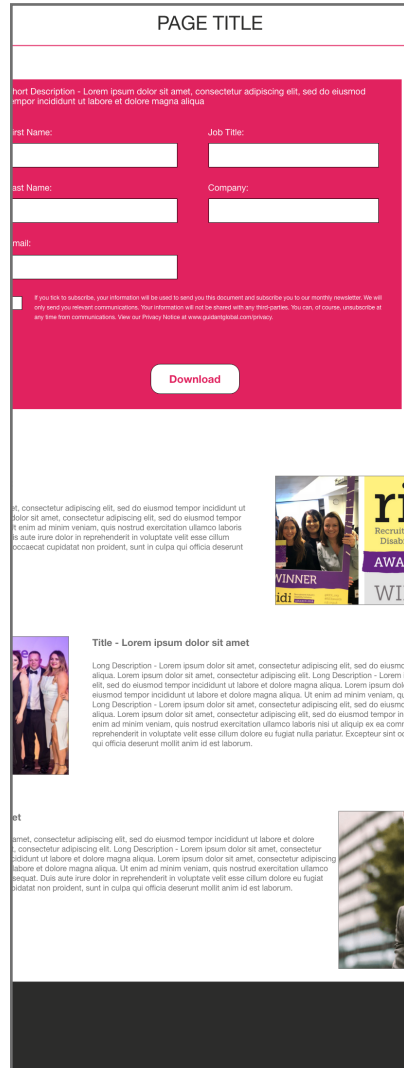 PAGE TITLE
hort Description - Lorem ipsum dolor sit amet, consectetur adipiscing elit, sed do eiusmod
empor incididunt ut labore et dolore magna aliqua
irst Name:
Job Title:
ast Name:
Company:
mail:
If you tick to subscribe, your information will be used to send you this document and subscribe you to our monthly newsletter. We will
only send you relevant communications. Your information will not be shared with any third-parties. You can, of course, unsubscribe at
any time from communications. View our Privacy Notice at www.guidantglobal.com/privacy.
Download
et, consectetur adipiscing elit, sed do eiusmod tempor incididunt ut
dolor sit amet, consectetur adipiscing elit, sed do eiusmod tempor
t enim ad minim veniam, quis nostrud exercitation ullamco laboris
is aute irure dolor in reprehenderit in voluptate velit esse cillum
occaecat cupidatat non proident, sunt in culpa qui officia deserunt
ri
Recruit
Disab
AWA
WINNER
WI
idi
Title - Lorem ipsum dolor sit amet
Long Description - Lorem ipsum dolor sit amet, consectetur adipiscing elit, sed do eiusmo
aliqua. Lorem ipsum dolor sit amet, consectetur adipiscing elit. Long Description - Lorem
elit, sed do eiusmod tempor incididunt ut labore et dolore magna aliqua. Lorem ipsum dolo
eiusmod tempor incididunt ut labore et dolore magna aliqua. Ut enim ad minim veniam, qu
Long Description - Lorem ipsum dolor sit amet, consectetur adipiscing elit, sed do eiusmo
aliqua. Lorem ipsum dolor sit amet, consectetur adipiscing elit, sed do eiusmod tempor in
enim ad minim veniam, quis nostrud exercitation ullamco laboris nisi ut aliquip ex ea comm
reprehenderit in voluptate velit esse cillum dolore eu fugiat nulla pariatur. Excepteur sint oc
qui officia deserunt mollit anim id est laborum.
et
amet, consectetur adipiscing elit, sed do eiusmod tempor incididunt ut labore et dolore
t, consectetur adipiscing elit. Long Description - Lorem ipsum dolor sit amet, consectetur
cididunt ut labore et dolore magna aliqua. Lorem ipsum dolor sit amet, consectetur adipiscing
labore et dolore magna aliqua. Ut enim ad minim veniam, quis nostrud exercitation ullamco
sequat. Duis aute irure dolor in reprehenderit in voluptate velit esse cillum dolore eu fugiat
pidatat non proident, sunt in culpa qui officia deserunt mollit anim id est laborum.